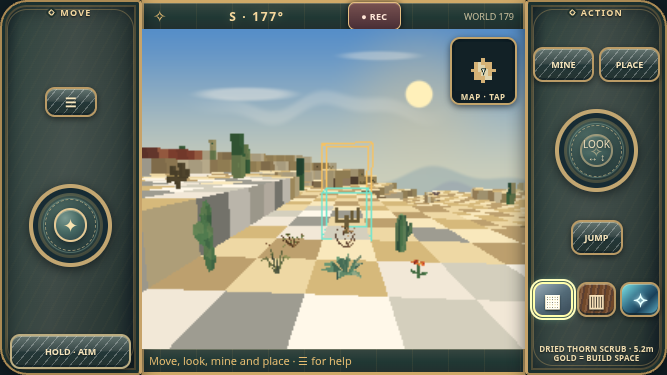 ◇ MOVE
S · 177°
● REC
WORLD 179
◇ ACTION
MINE
PLACE
MAP · TAP
LOOK
JUMP
HOLD · AIM
DRIED THORN SCRUB · 5.2m
GOLD = BUILD SPACE
Move, look, mine and place · ☰ for help